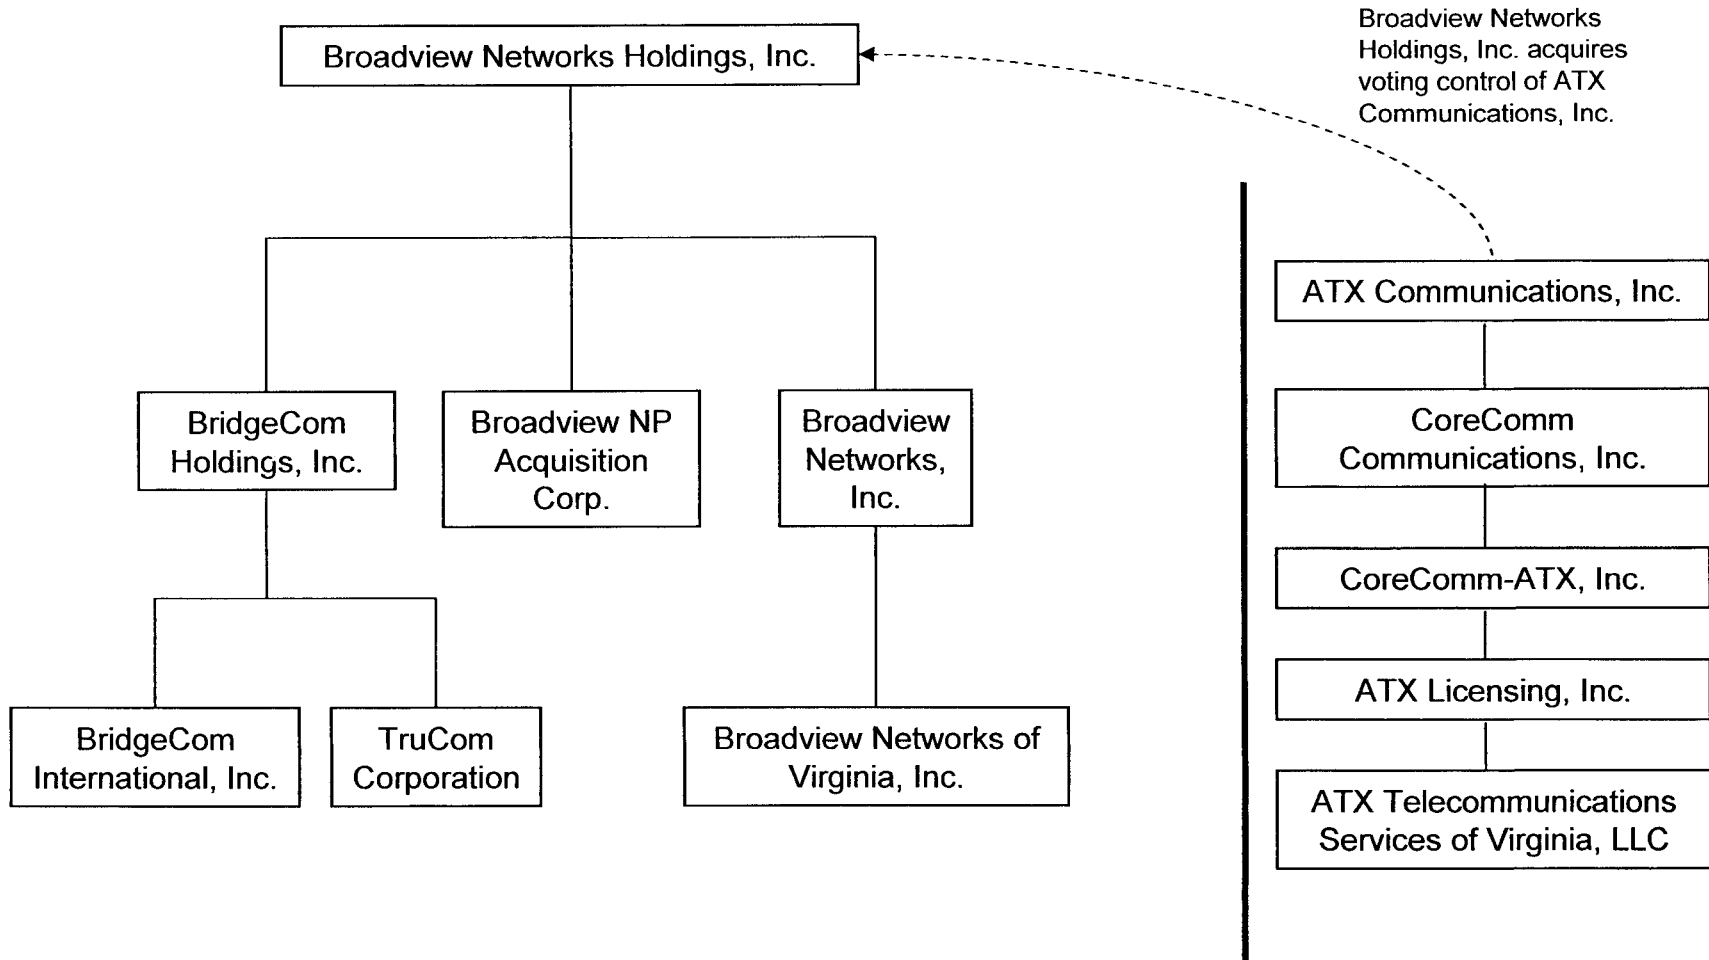 Broadview Networks
Holdings, Inc. acquires
voting control of ATX
Communications, Inc.
Broadview Networks Holdings, Inc.
ATX Communications, Inc.
BridgeCom
Holdings, Inc.
Broadview NP
Acquisition
Corp.
Broadview
Networks,
Inc.
CoreComm
Communications, Inc.
CoreComm-ATX, Inc.
ATX Licensing, Inc.
BridgeCom
International, Inc.
TruCom
Corporation
Broadview Networks of
Virginia, Inc.
ATX Telecommunications
Services of Virginia, LLC